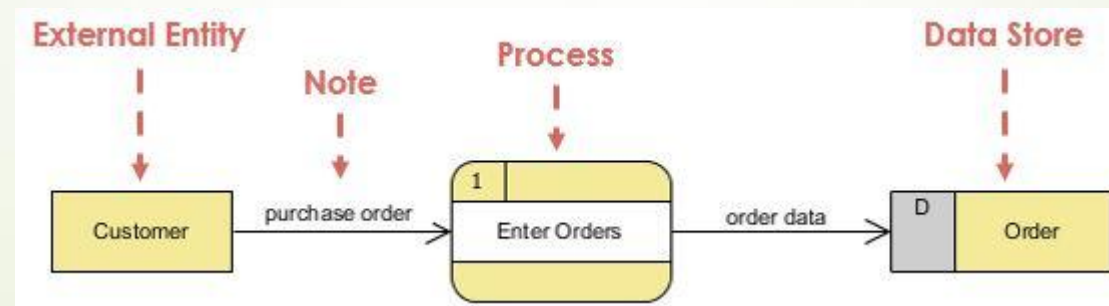 External Entity
Note
Process
Data Store
Customer
purchase order
1
Enter Orders
order data
D
Order